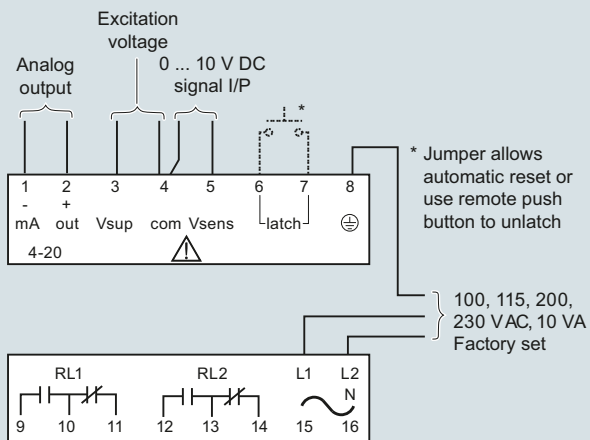 Excitation
voltage
Analog
output
0 ... 10 V DC
signal I/P
*
* Jumper allows
automatic reset or
use remote push
button to unlatch
1 2 3 4 5 6 7 8
- +
mA out Vsup com Vsens latch
4-20
100, 115, 200,
230 VAC, 10 VA
Factory set
RL1 RL2 L1 L2
N
9 10 11 12 13 14 15 16